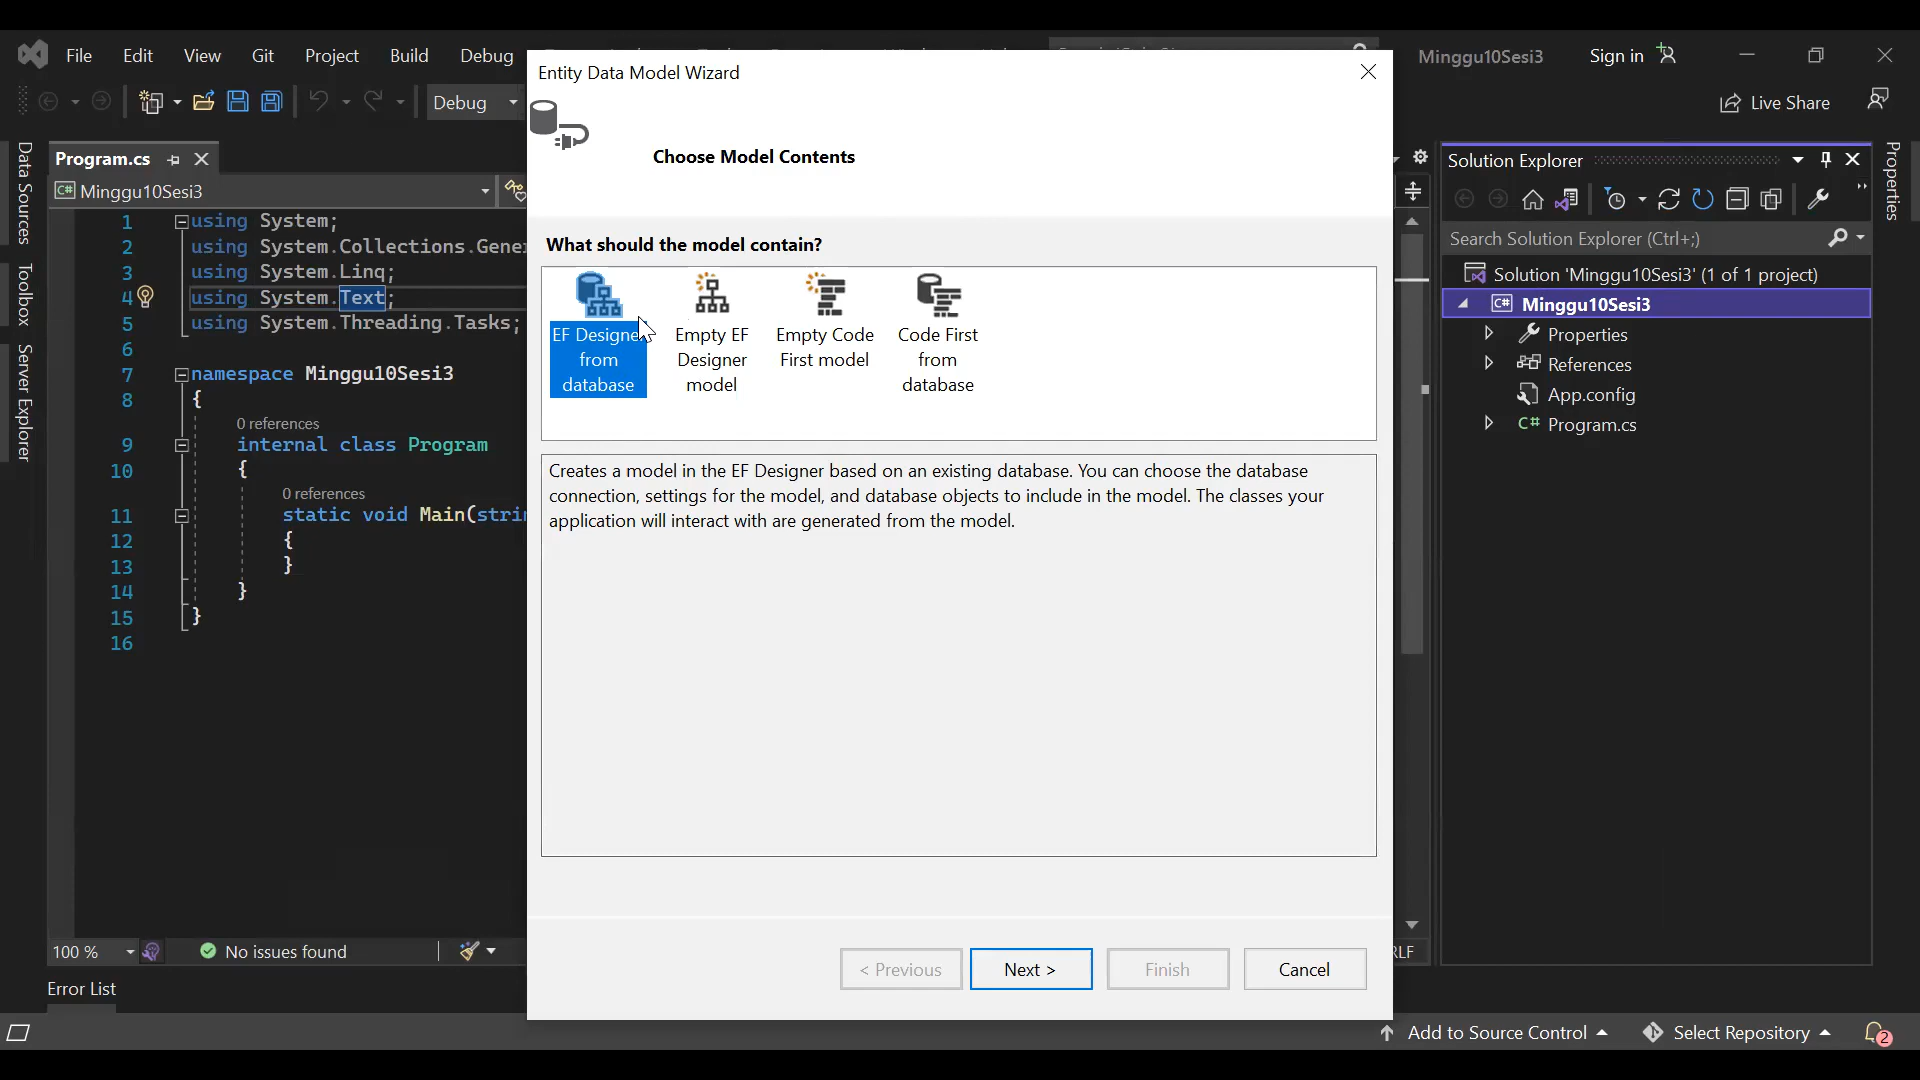 File Edit View Git Project Build Debug
Minggu10Sesi3 Sign in
Debug
Live Share
Entity Data Model Wizard
Choose Model Contents
What should the model contain?
EF Designer
from
database
Empty EF
Designer
model
Empty Code
First model
Code First
from
database
Creates a model in the EF Designer based on an existing database. You can choose the database
connection, settings for the model, and database objects to include in the model. The classes your
application will interact with are generated from the model.
< Previous Next > Finish Cancel
Data Sources
Toolbox
Server Explorer
Program.cs
C# Minggu10Sesi3
1 using System;
2 using System.Collections.Gene
3 using System.Linq;
4 using System.Text;
5 using System.Threading.Tasks;
6
7 namespace Minggu10Sesi3
8 {
0 references
9 internal class Program
10 {
0 references
11 static void Main(strin
12 {
13 }
14 }
15 }
16
100 % No issues found
RLF
Error List
Solution Explorer
Search Solution Explorer (Ctrl+;)
Solution 'Minggu10Sesi3' (1 of 1 project)
C# Minggu10Sesi3
Properties
References
App.config
C# Program.cs
Properties
Add to Source Control Select Repository 2